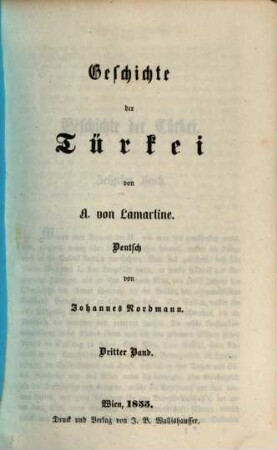 Geschichte
der
Türkei
von
A. von Lamartine.
Deutsch
von
Johannes Nordmann.
Dritter Band.
Wien, 1855.
Druck und Verlag von J. B. Wallishausser.